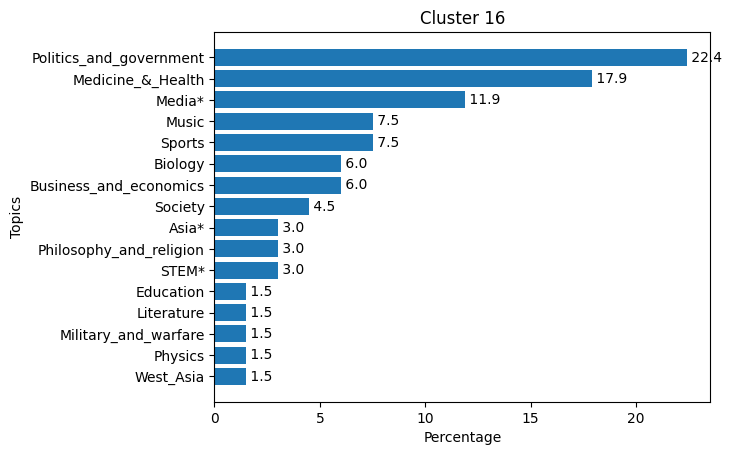 Cluster 16
Topics
Politics_and_government 22.4
Medicine_&_Health 17.9
Media* 11.9
Music 7.5
Sports 7.5
Biology 6.0
Business_and_economics 6.0
Society 4.5
Asia* 3.0
Philosophy_and_religion 3.0
STEM* 3.0
Education 1.5
Literature 1.5
Military_and_warfare 1.5
Physics 1.5
West_Asia 1.5
0 5 10 15 20
Percentage